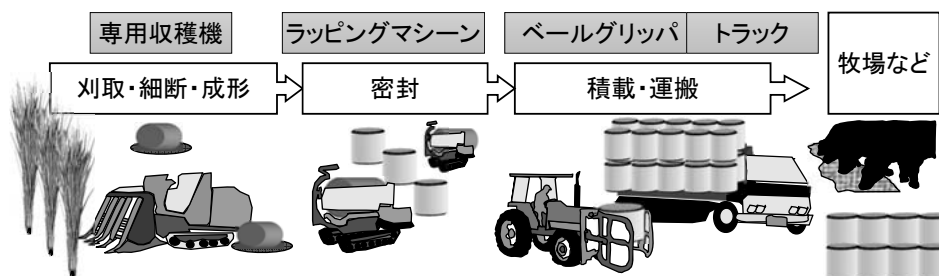 専用収穫機
ラッピングマシーン
ベールグリッパ
トラック
刈取・細断・成形
密封
積載・運搬
牧場など